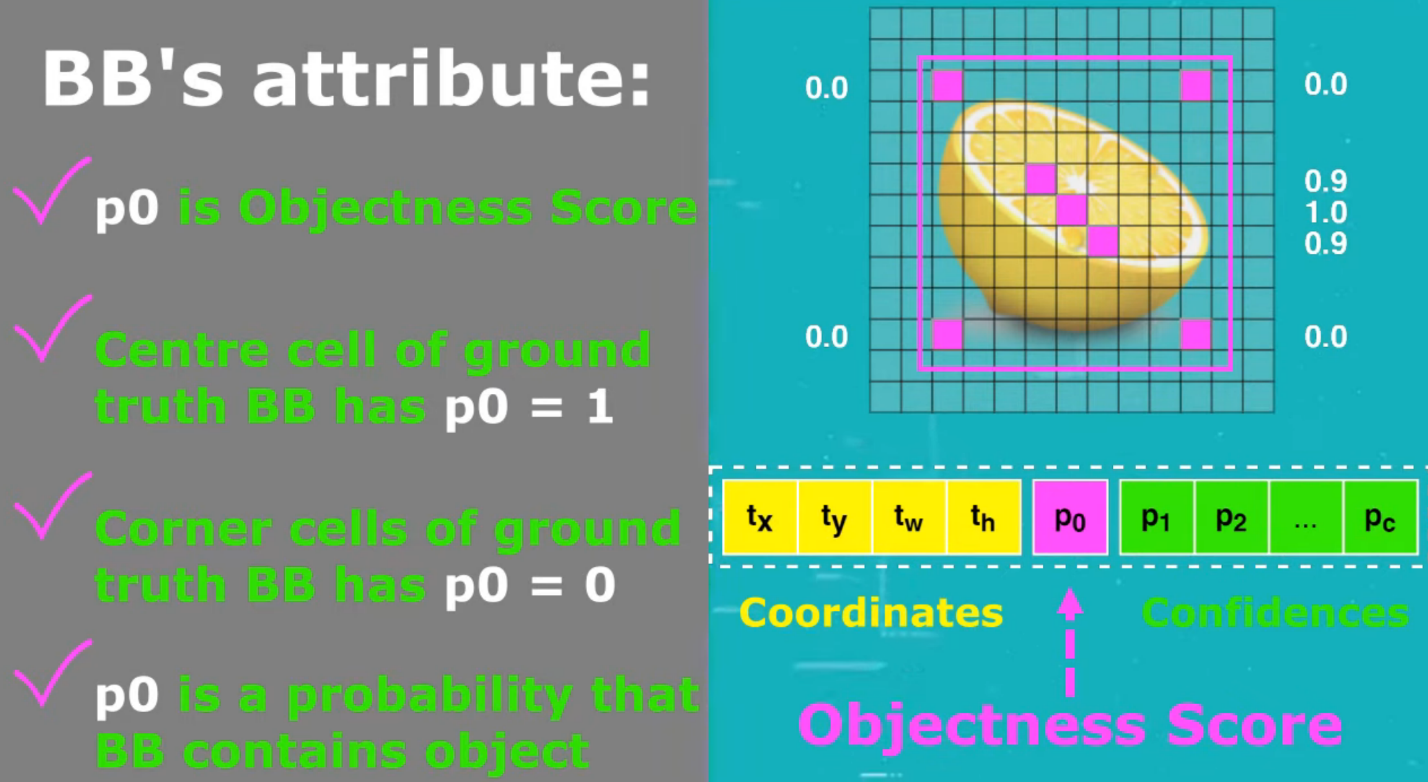 BB's attribute:
p0 is Objectness Score
Centre cell of ground
truth BB has p0 = 1
Corner cells of ground
truth BB has p0 = 0
p0 is a probability that
BB contains object
0.0 0.0
0.9
1.0
0.9
0.0 0.0
tx ty tw th p0 p1 p2 ... pc
Coordinates Confidences
Objectness Score